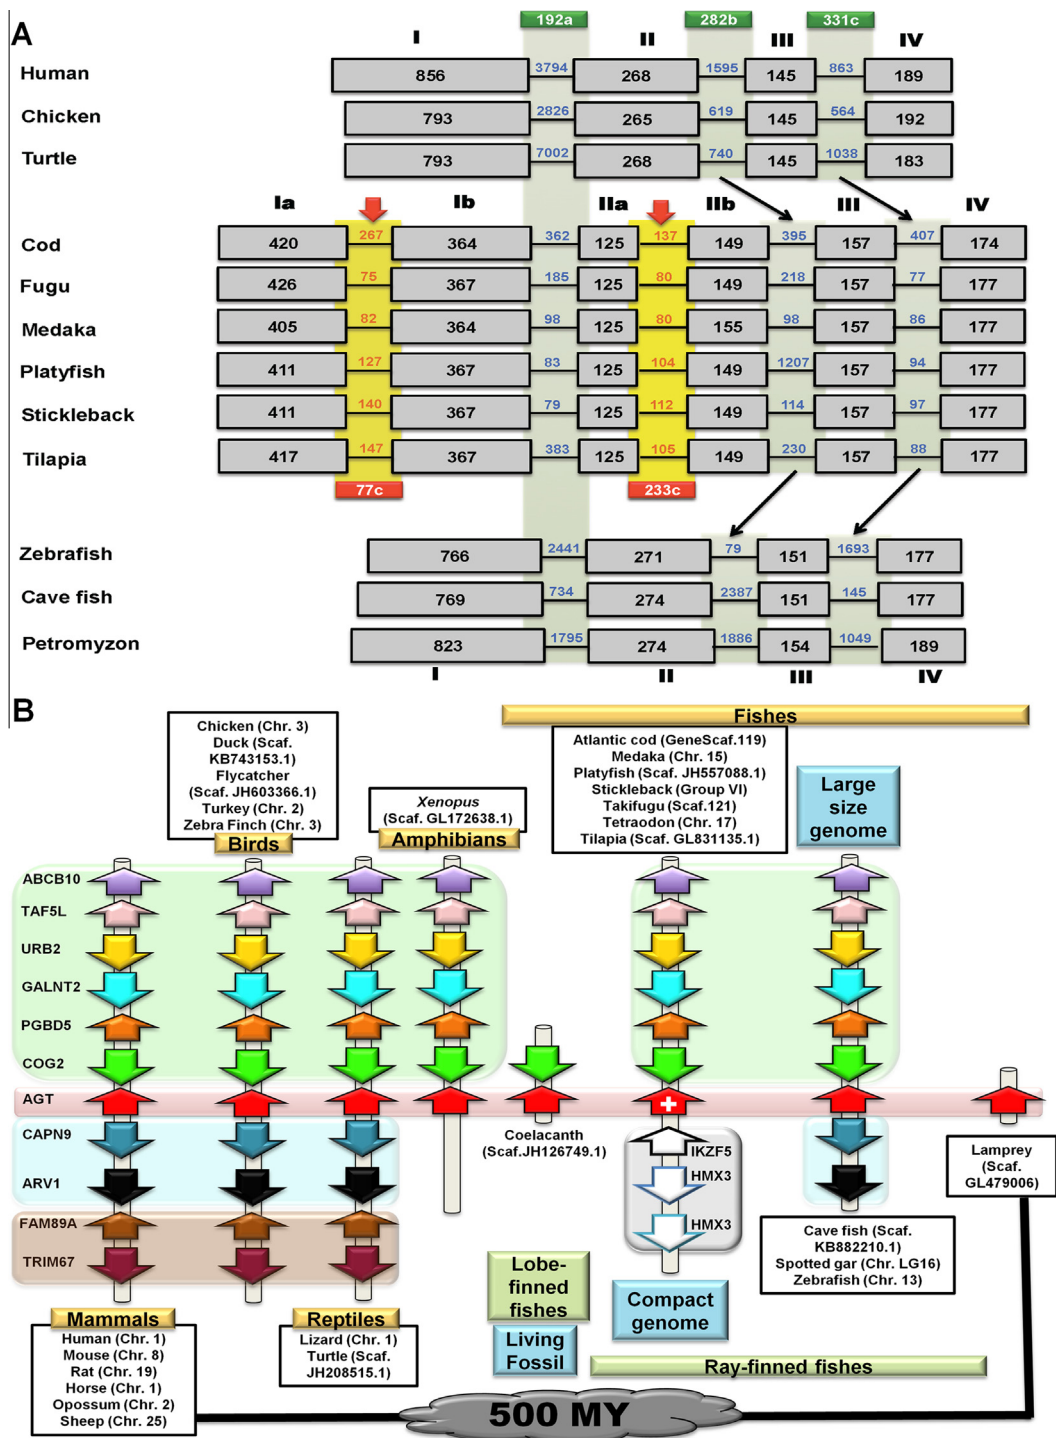 A
192a 282b 331c
I II III IV
Human 856 3794 268 1595 145 863 189
Chicken 793 2826 265 619 145 564 192
Turtle 793 7002 268 740 145 1038 183
Ia Ib IIa IIb III IV
Cod 420 267 364 362 125 137 149 395 157 407 174
Fugu 426 75 367 185 125 80 149 218 157 77 177
Medaka 405 82 364 98 125 80 155 98 157 86 177
Platyfish 411 127 367 83 125 104 149 1207 157 94 177
Stickleback 411 140 367 79 125 112 149 114 157 97 177
Tilapia 417 147 367 383 125 105 149 230 157 88 177
77c 233c
Zebrafish 766 2441 271 79 151 1693 177
Cave fish 769 734 274 2387 151 145 177
Petromyzon 823 1795 274 1886 154 1049 189
I II III IV
B
Fishes
Chicken (Chr. 3)
Duck (Scaf.
KB743153.1)
Flycatcher
(Scaf. JH603366.1)
Turkey (Chr. 2)
Zebra Finch (Chr. 3)
Birds
Xenopus
(Scaf. GL172638.1)
Amphibians
Atlantic cod (GeneScaf.119)
Medaka (Chr. 15)
Platyfish (Scaf. JH557088.1)
Stickleback (Group VI)
Takifugu (Scaf.121)
Tetraodon (Chr. 17)
Tilapia (Scaf. GL831135.1)
Large
size
genome
ABCB10
TAF5L
URB2
GALNT2
PGBD5
COG2
AGT
+
CAPN9
ARV1
FAM89A
TRIM67
Coelacanth
(Scaf.JH126749.1)
IKZF5
HMX3
HMX3
Lamprey
(Scaf.
GL479006)
Cave fish (Scaf.
KB882210.1)
Spotted gar (Chr. LG16)
Zebrafish (Chr. 13)
Lobe-
finned
fishes
Living
Fossil
Compact
genome
Ray-finned fishes
Mammals
Human (Chr. 1)
Mouse (Chr. 8)
Rat (Chr. 19)
Horse (Chr. 1)
Opossum (Chr. 2)
Sheep (Chr. 25)
Reptiles
Lizard (Chr. 1)
Turtle (Scaf.
JH208515.1)
500 MY